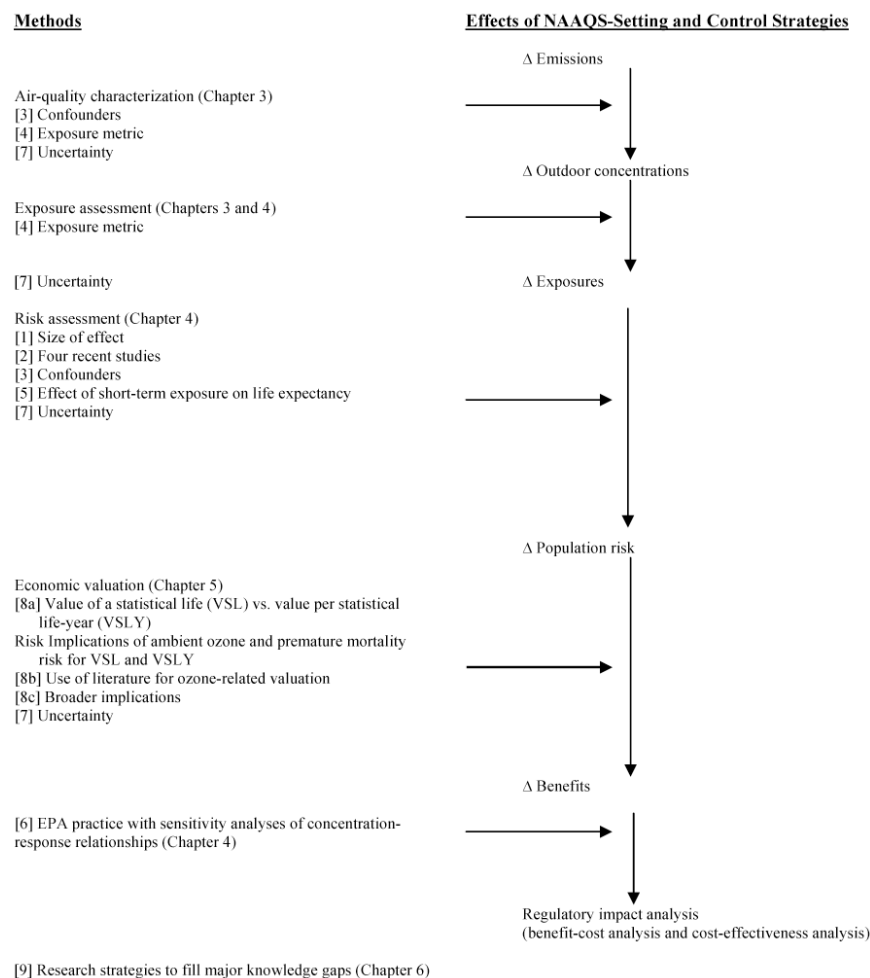 Methods
Effects of NAAQS-Setting and Control Strategies
Δ Emissions
Air-quality characterization (Chapter 3)
[3] Confounders
[4] Exposure metric
[7] Uncertainty
Δ Outdoor concentrations
Exposure assessment (Chapters 3 and 4)
[4] Exposure metric
[7] Uncertainty
Δ Exposures
Risk assessment (Chapter 4)
[1] Size of effect
[2] Four recent studies
[3] Confounders
[5] Effect of short-term exposure on life expectancy
[7] Uncertainty
Δ Population risk
Economic valuation (Chapter 5)
[8a] Value of a statistical life (VSL) vs. value per statistical
life-year (VSLY)
Risk Implications of ambient ozone and premature mortality
risk for VSL and VSLY
[8b] Use of literature for ozone-related valuation
[8c] Broader implications
[7] Uncertainty
Δ Benefits
[6] EPA practice with sensitivity analyses of concentration-
response relationships (Chapter 4)
Regulatory impact analysis
(benefit-cost analysis and cost-effectiveness analysis)
[9] Research strategies to fill major knowledge gaps (Chapter 6)